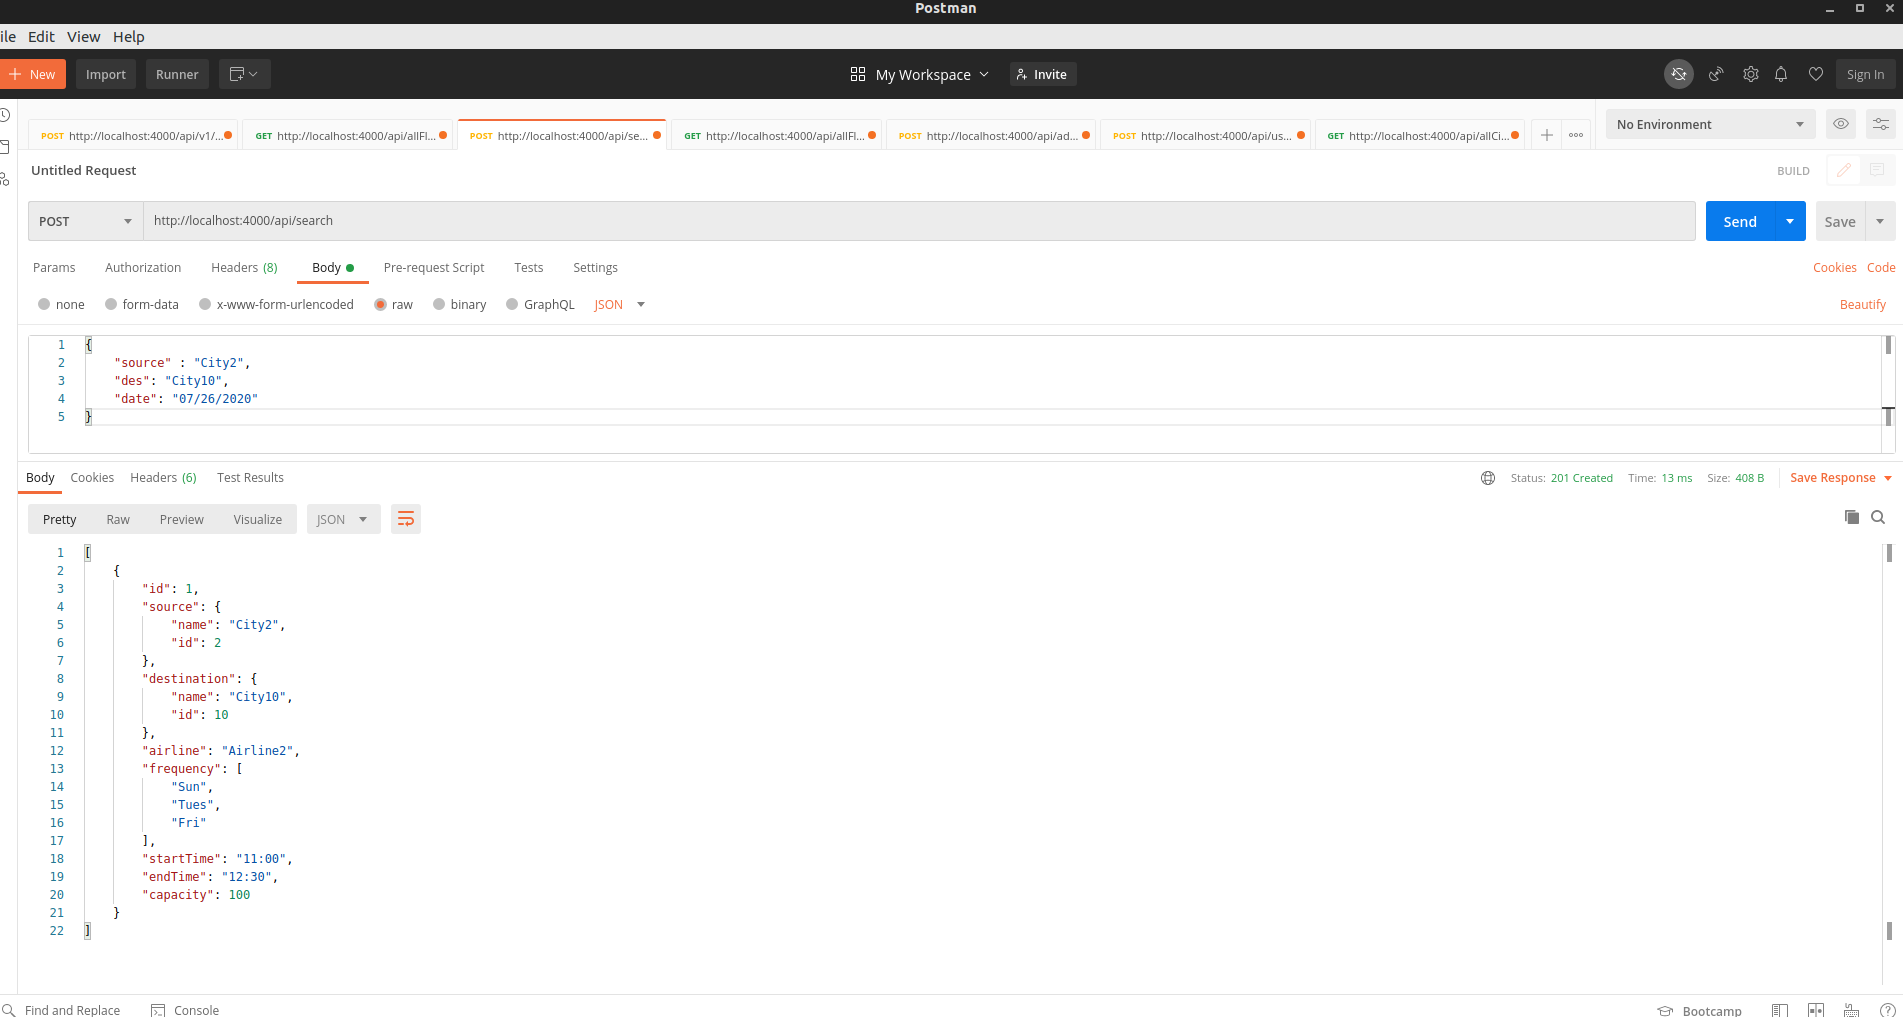 Postman
ile Edit View Help
New Import Runner My Workspace Invite Sign In
POST http://localhost:4000/api/v1/... GET http://localhost:4000/api/allFl... POST http://localhost:4000/api/se... GET http://localhost:4000/api/allFl... POST http://localhost:4000/api/ad... POST http://localhost:4000/api/us... GET http://localhost:4000/api/allCi... No Environment
Untitled Request BUILD
POST http://localhost:4000/api/search Send Save
Params Authorization Headers (8) Body Pre-request Script Tests Settings Cookies Code
none form-data x-www-form-urlencoded raw binary GraphQL JSON Beautify
1 {
2 "source" : "City2",
3 "des": "City10",
4 "date": "07/26/2020"
5 }
Body Cookies Headers (6) Test Results Status: 201 Created Time: 13 ms Size: 408 B Save Response
Pretty Raw Preview Visualize JSON
1 [
2 {
3 "id": 1,
4 "source": {
5 "name": "City2",
6 "id": 2
7 },
8 "destination": {
9 "name": "City10",
10 "id": 10
11 },
12 "airline": "Airline2",
13 "frequency": [
14 "Sun",
15 "Tues",
16 "Fri"
17 ],
18 "startTime": "11:00",
19 "endTime": "12:30",
20 "capacity": 100
21 }
22 ]
Find and Replace Console Bootcamp